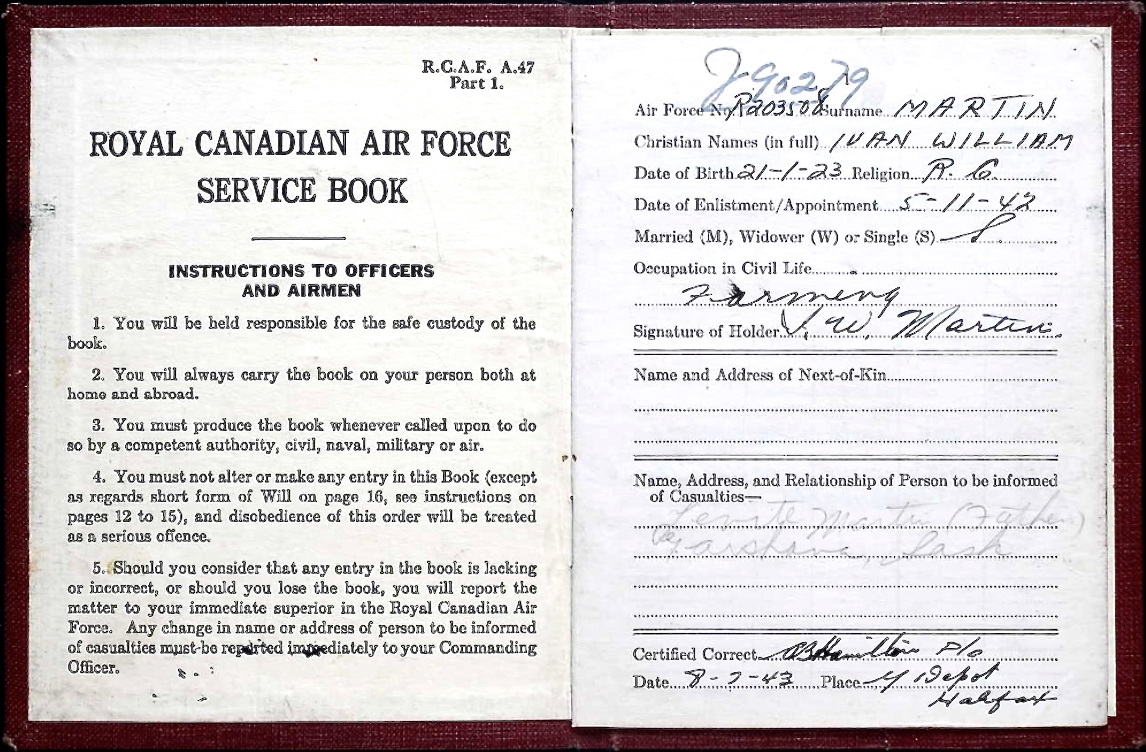 R.C.A.F. A.47
Part 1.
ROYAL CANADIAN AIR FORCE
SERVICE BOOK
INSTRUCTIONS TO OFFICERS
AND AIRMEN
1. You will be held responsible for the safe custody of the
book.
2. You will always carry the book on your person both at
home and abroad.
3. You must produce the book whenever called upon to do
so by a competent authority, civil, naval, military or air.
4. You must not alter or make any entry in this Book (except
as regards short form of Will on page 16, see instructions on
pages 12 to 15), and disobedience of this order will be treated
as a serious offence.
5. Should you consider that any entry in the book is lacking
or incorrect, or should you lose the book, you will report the
matter to your immediate superior in the Royal Canadian Air
Force. Any change in name or address of person to be informed
of casualties must be reported immediately to your Commanding
Officer.
J90279
Air Force No. R203508 Surname MARTIN
Christian Names (in full) IVAN WILLIAM
Date of Birth 21-1-23 Religion R. C.
Date of Enlistment/Appointment 5-11-42
Married (M), Widower (W) or Single (S) S.
Occupation in Civil Life
Farming
Signature of Holder I. W. Martin.
Name and Address of Next-of-Kin
Name, Address, and Relationship of Person to be informed
of Casualties—
Martin (Father)
Sask
Certified Correct Hamilton P/O
Date 8-7-43 Place Y Depot
Halifax